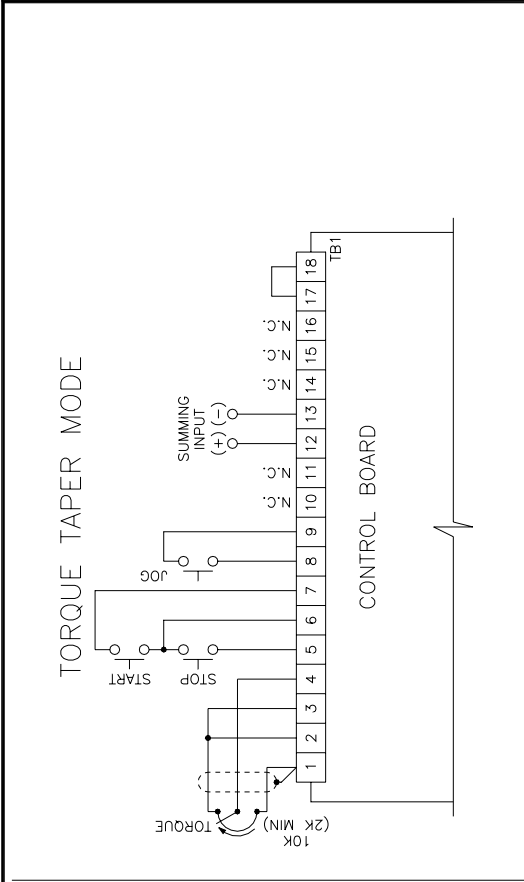 TORQUE TAPER MODE
START
STOP
JOG
SUMMING
INPUT
(+) (-)
N.C.
N.C.
N.C.
N.C.
N.C.
TORQUE
10K
(2K MIN)
1 2 3 4 5 6 7 8 9 10 11 12 13 14 15 16 17 18
TB1
CONTROL BOARD